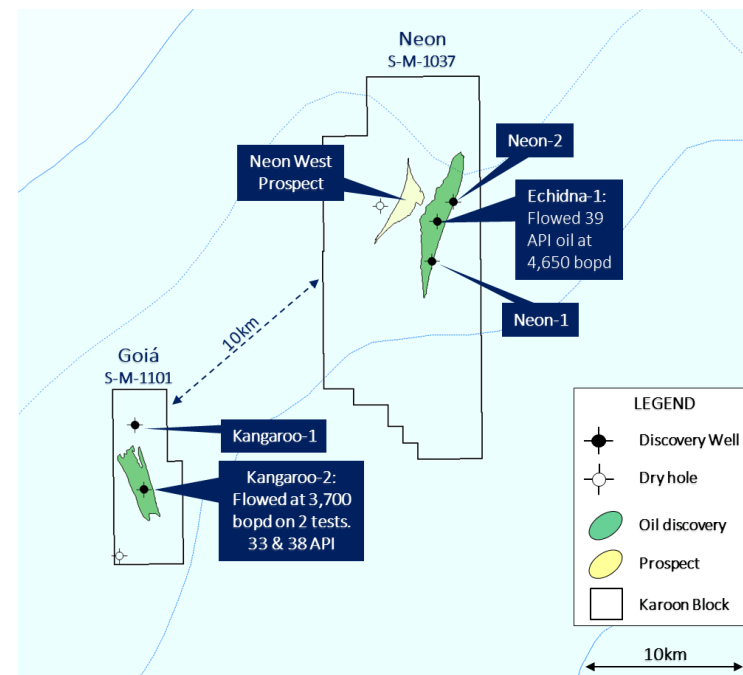 Neon
S-M-1037
Neon-2
Neon West
Prospect
Echidna-1:
Flowed 39
API oil at
4,650 bopd
Neon-1
10km
Goiá
S-M-1101
Kangaroo-1
Kangaroo-2:
Flowed at 3,700
bopd on 2 tests.
33 & 38 API
LEGEND
Discovery Well
Dry hole
Oil discovery
Prospect
Karoon Block
10km